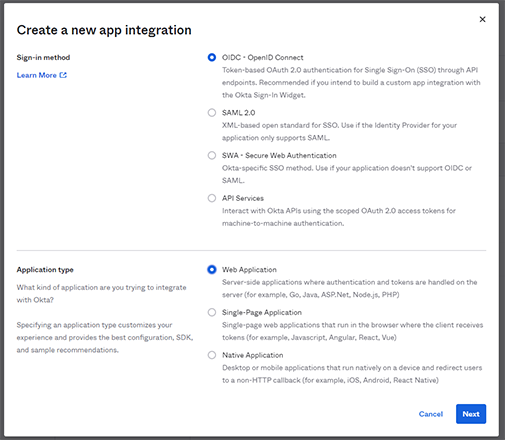 Create a new app integration
Sign-in method
Learn More
OIDC - OpenID Connect
Token-based OAuth 2.0 authentication for Single Sign-On (SSO) through API
endpoints. Recommended if you intend to build a custom app integration with
the Okta Sign-In Widget.
SAML 2.0
XML-based open standard for SSO. Use if the Identity Provider for your
application only supports SAML.
SWA - Secure Web Authentication
Okta-specific SSO method. Use if your application doesn't support OIDC or
SAML.
API Services
Interact with Okta APIs using the scoped OAuth 2.0 access tokens for
machine-to-machine authentication.
Application type
What kind of application are you trying to integrate
with Okta?
Specifying an application type customizes your
experience and provides the best configuration, SDK,
and sample recommendations.
Web Application
Server-side applications where authentication and tokens are handled on the
server (for example, Go, Java, ASP.Net, Node.js, PHP)
Single-Page Application
Single-page web applications that run in the browser where the client receives
tokens (for example, Javascript, Angular, React, Vue)
Native Application
Desktop or mobile applications that run natively on a device and redirect users
to a non-HTTP callback (for example, iOS, Android, React Native)
Cancel
Next